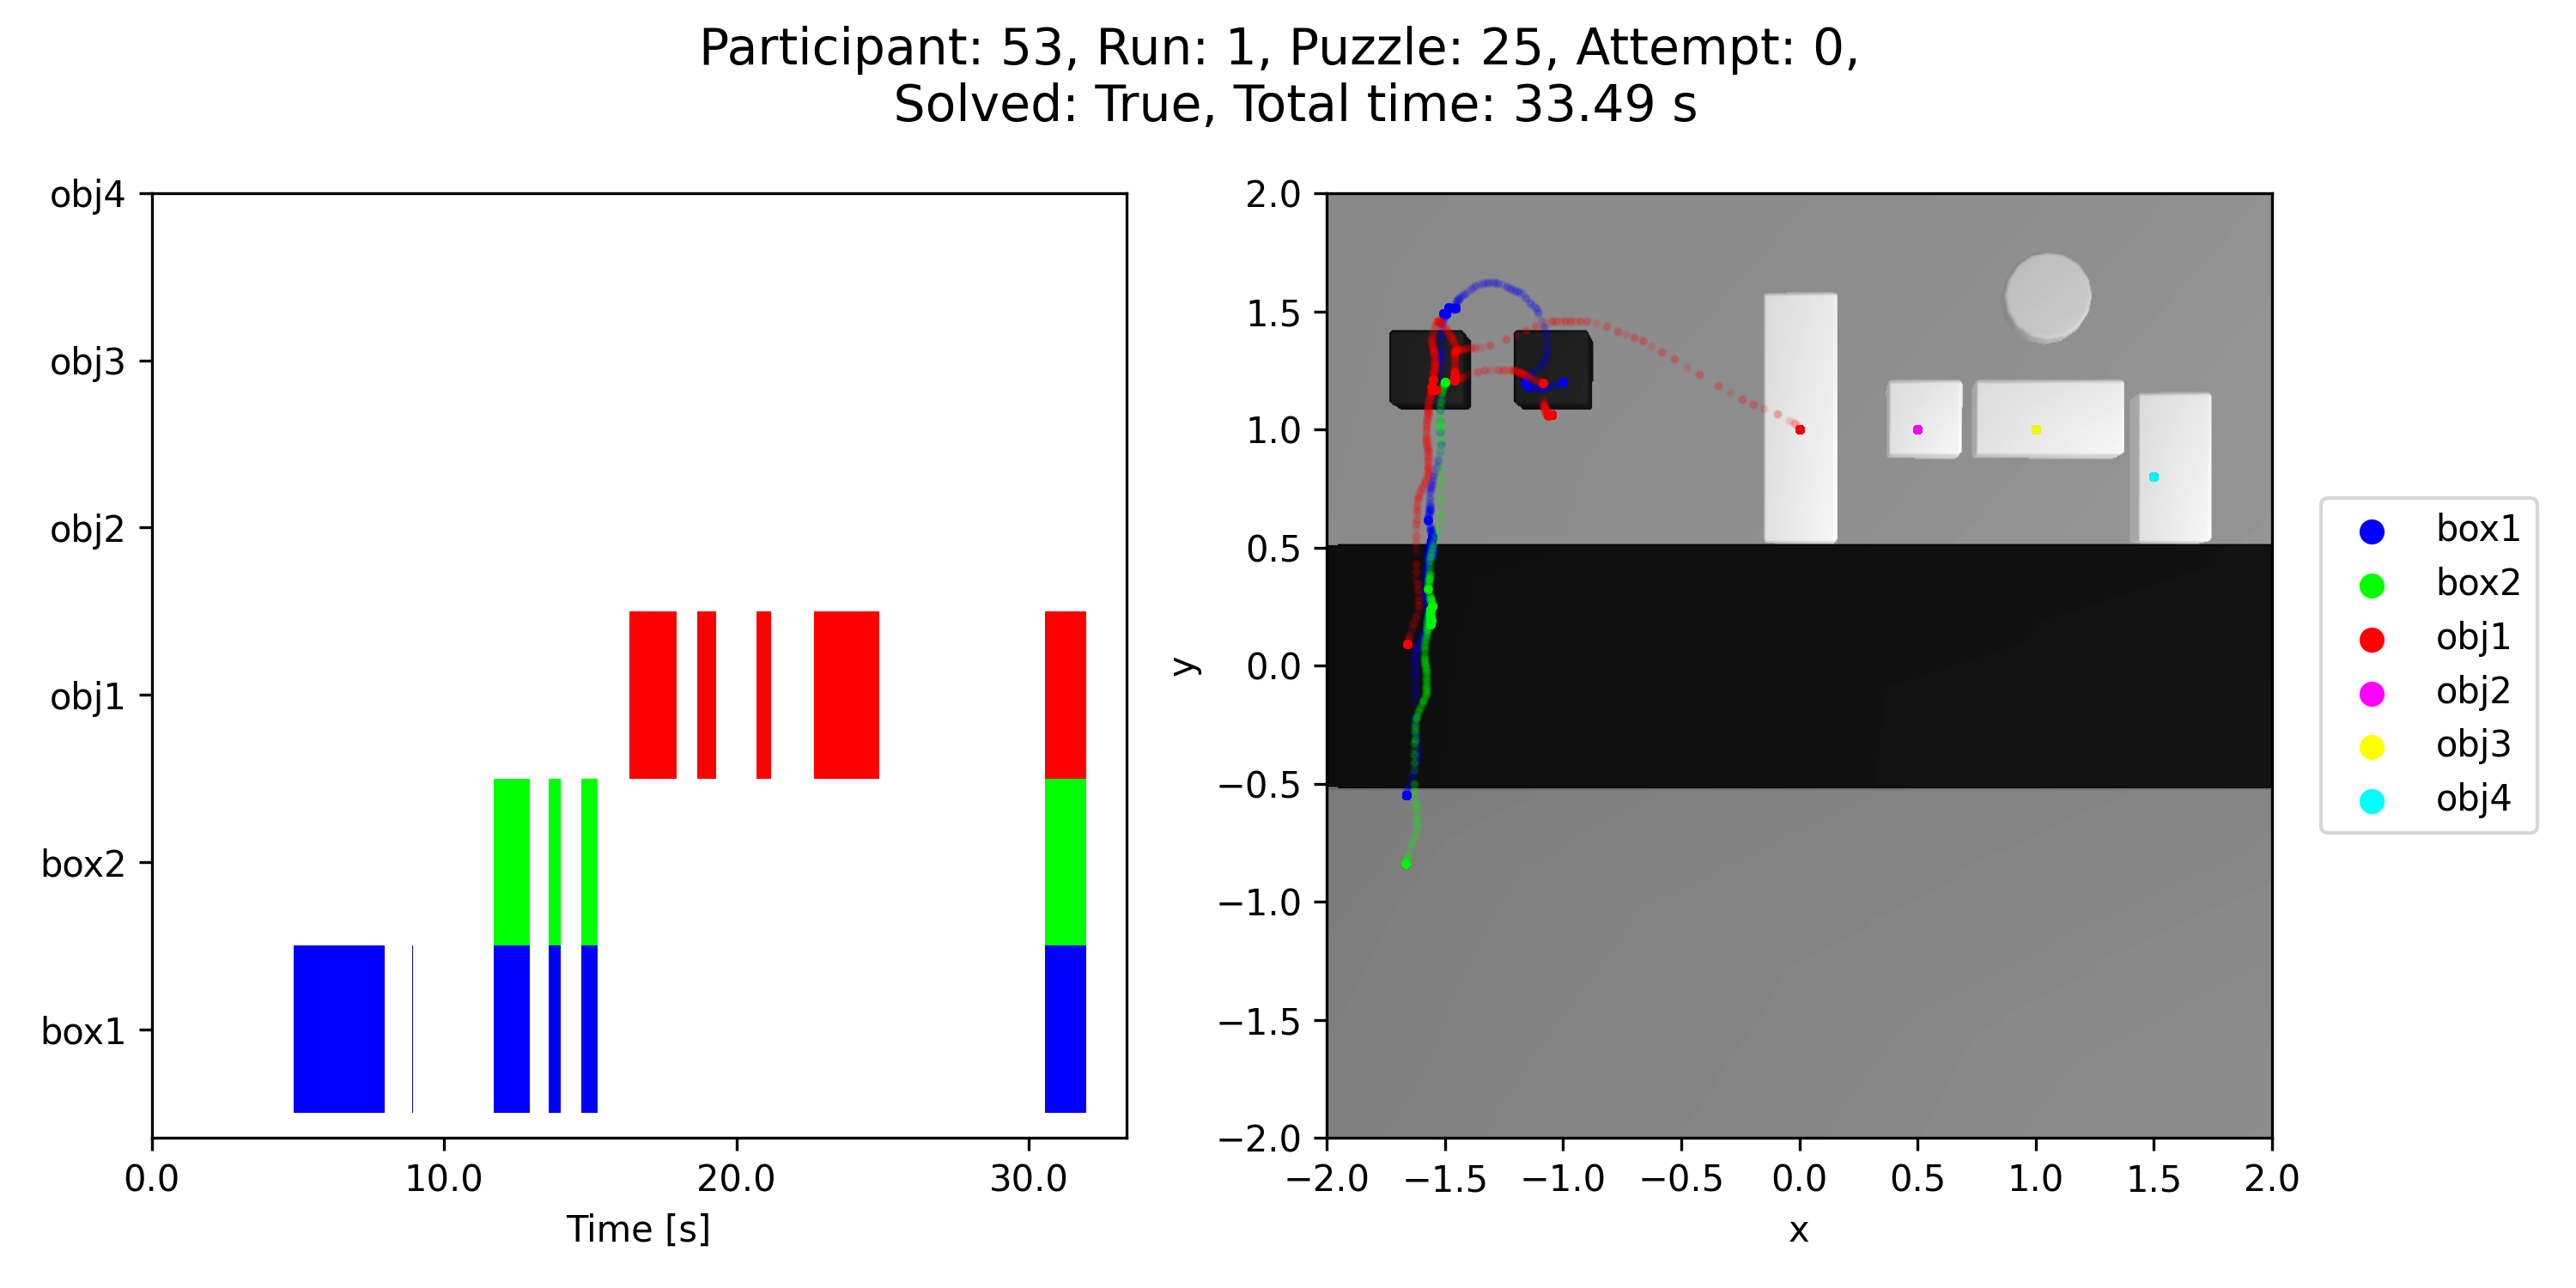 Participant: 53, Run: 1, Puzzle: 25, Attempt: 0,
Solved: True, Total time: 33.49 s
obj4
obj3
obj2
obj1
box2
box1
0.0 10.0 20.0 30.0
Time [s]
2.0
1.5
1.0
0.5
0.0
−0.5
−1.0
−1.5
−2.0
y
−2.0 −1.5 −1.0 −0.5 0.0 0.5 1.0 1.5 2.0
x
box1
box2
obj1
obj2
obj3
obj4